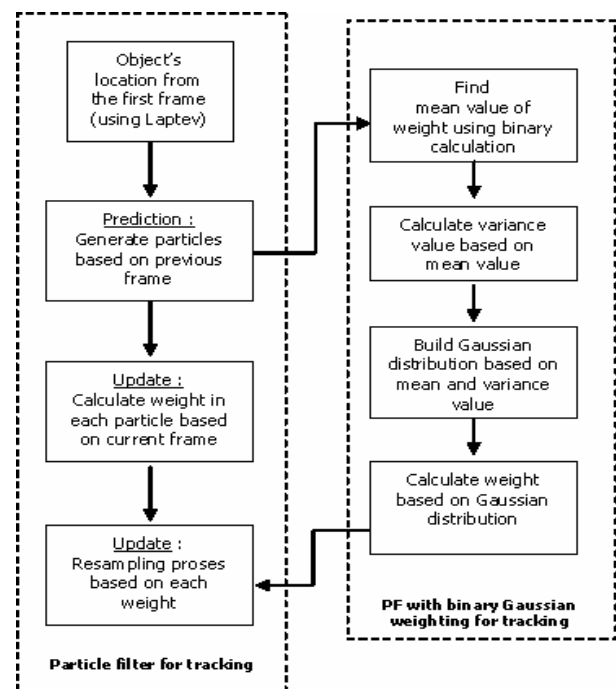 Object's
location from
the first frame
(using Laptev)
Prediction :
Generate particles
based on previous
frame
Update :
Calculate weight in
each particle based
on current frame
Update :
Resampling proses
based on each
weight
Particle filter for tracking
Find
mean value of
weight using binary
calculation
Calculate variance
value based on
mean value
Build Gaussian
distribution based on
mean and variance
value
Calculate weight
based on Gaussian
distribution
PF with binary Gaussian
weighting for tracking